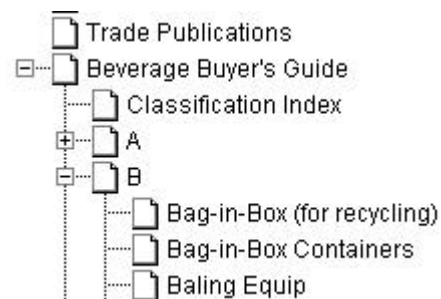 Trade Publications
Beverage Buyer's Guide
Classification Index
A
B
Bag-in-Box (for recycling)
Bag-in-Box Containers
Baling Equip